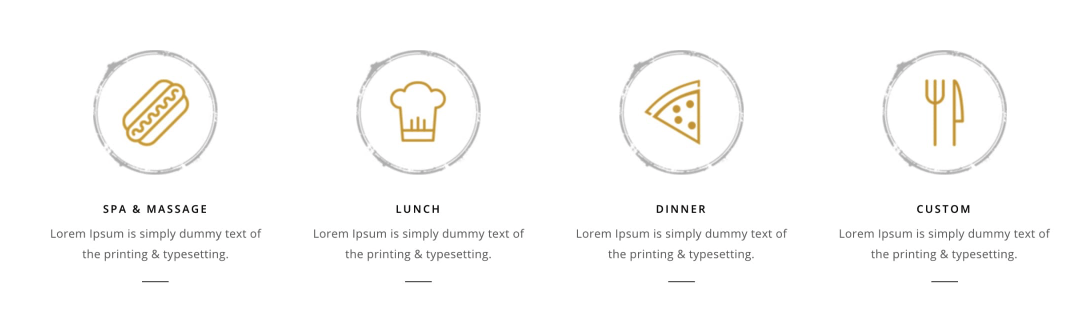 SPA & MASSAGE
Lorem Ipsum is simply dummy text of
the printing & typesetting.
LUNCH
Lorem Ipsum is simply dummy text of
the printing & typesetting.
DINNER
Lorem Ipsum is simply dummy text of
the printing & typesetting.
CUSTOM
Lorem Ipsum is simply dummy text of
the printing & typesetting.